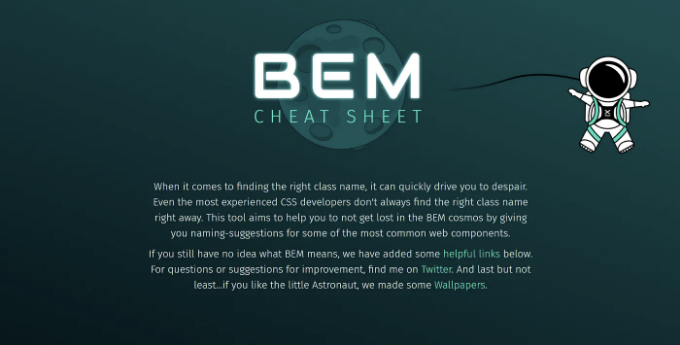 BEM
CHEAT SHEET
When it comes to finding the right class name, it can quickly drive you to despair.
Even the most experienced CSS developers don't always find the right class name
right away. This tool aims to help you to not get lost in the BEM cosmos by giving
you naming-suggestions for some of the most common web components.
If you still have no idea what BEM means, we have added some helpful links below.
For questions or suggestions for improvement, find me on Twitter. And last but not
least...if you like the little Astronaut, we made some Wallpapers.